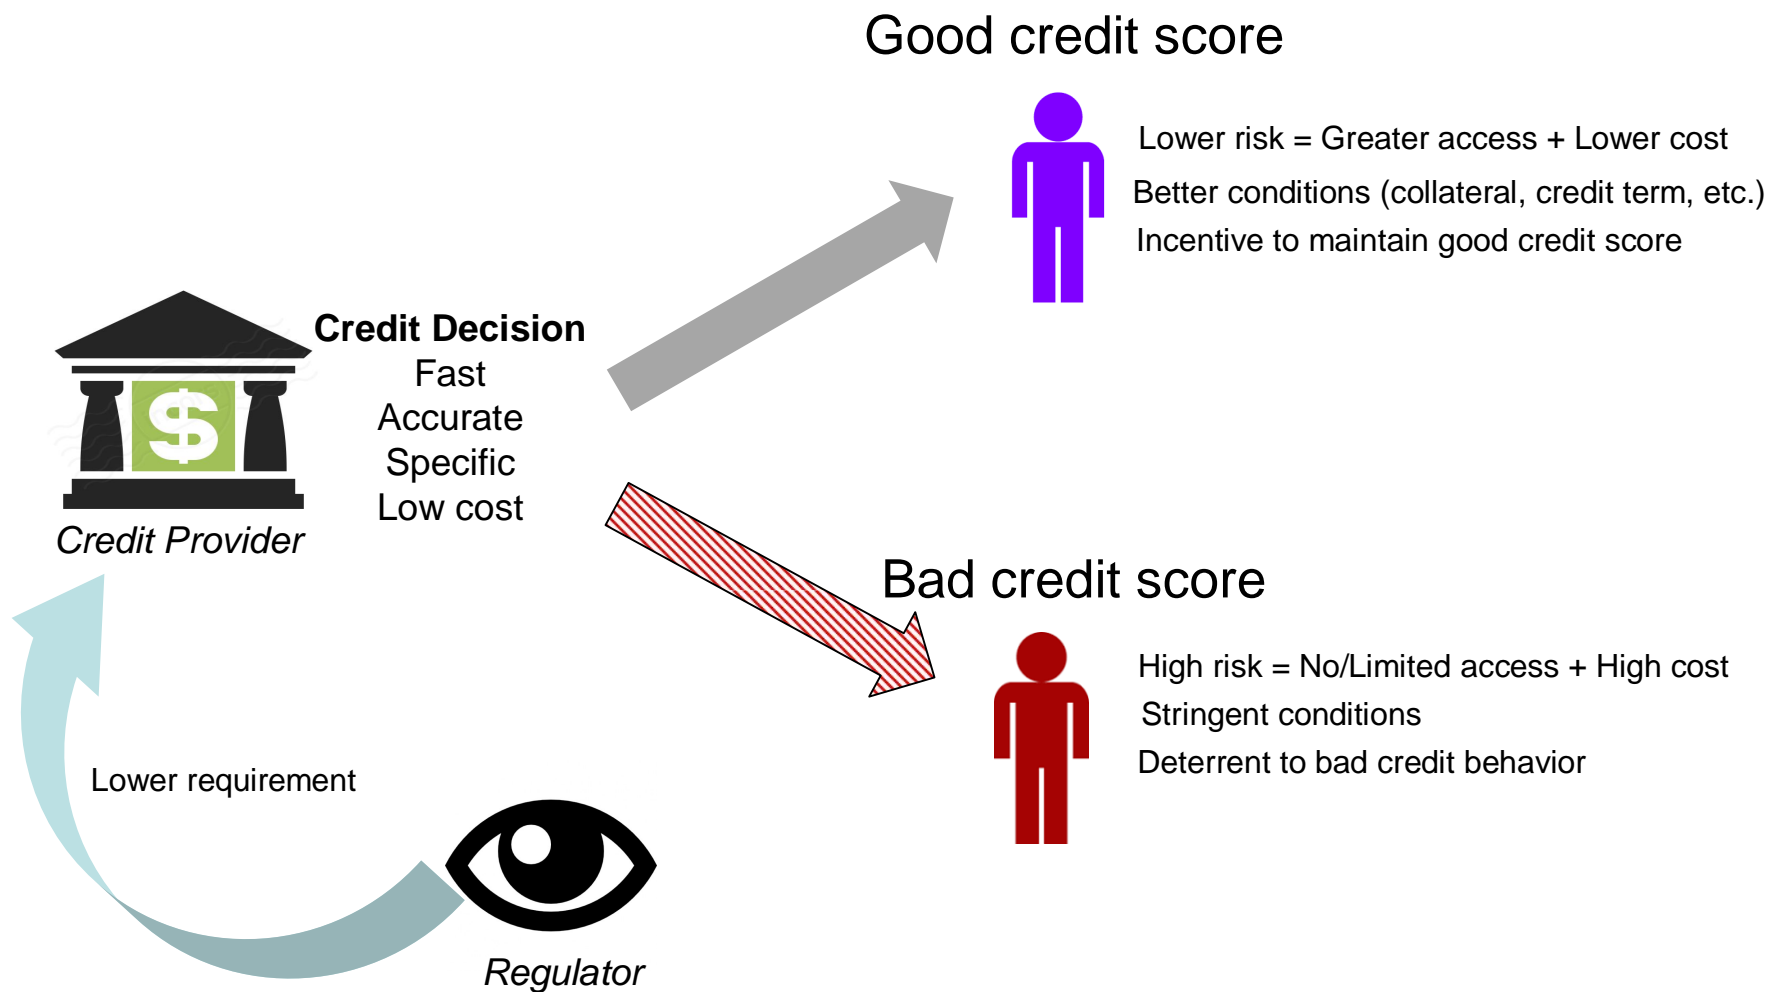 Good credit score
Lower risk = Greater access + Lower cost
Better conditions (collateral, credit term, etc.)
Incentive to maintain good credit score
Credit Decision
Fast
Accurate
Specific
Low cost
$
Credit Provider
Bad credit score
High risk = No/Limited access + High cost
Stringent conditions
Deterrent to bad credit behavior
Lower requirement
Regulator